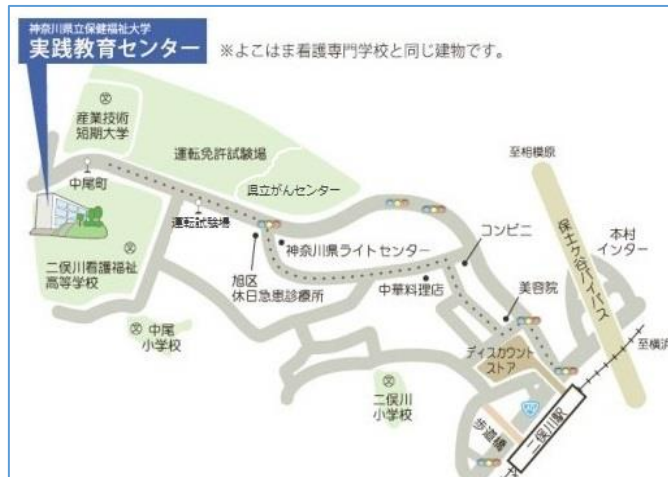 神奈川県立保健福祉大学
実践教育センター
※よこはま看護専門学校と同じ建物です。
産業技術
短期大学
運転免許試験場
至相模原
中尾町
県立がんセンター
運転試験場
保土ケ谷バイパス
本村
インター
コンビニ
神奈川県ライトセンター
旭区
休日急患診療所
二俣川看護福祉
高等学校
中華料理店
美容院
中尾
小学校
至横浜
ディスカウント
ストア
二俣川
小学校
歩道橋
二俣川駅